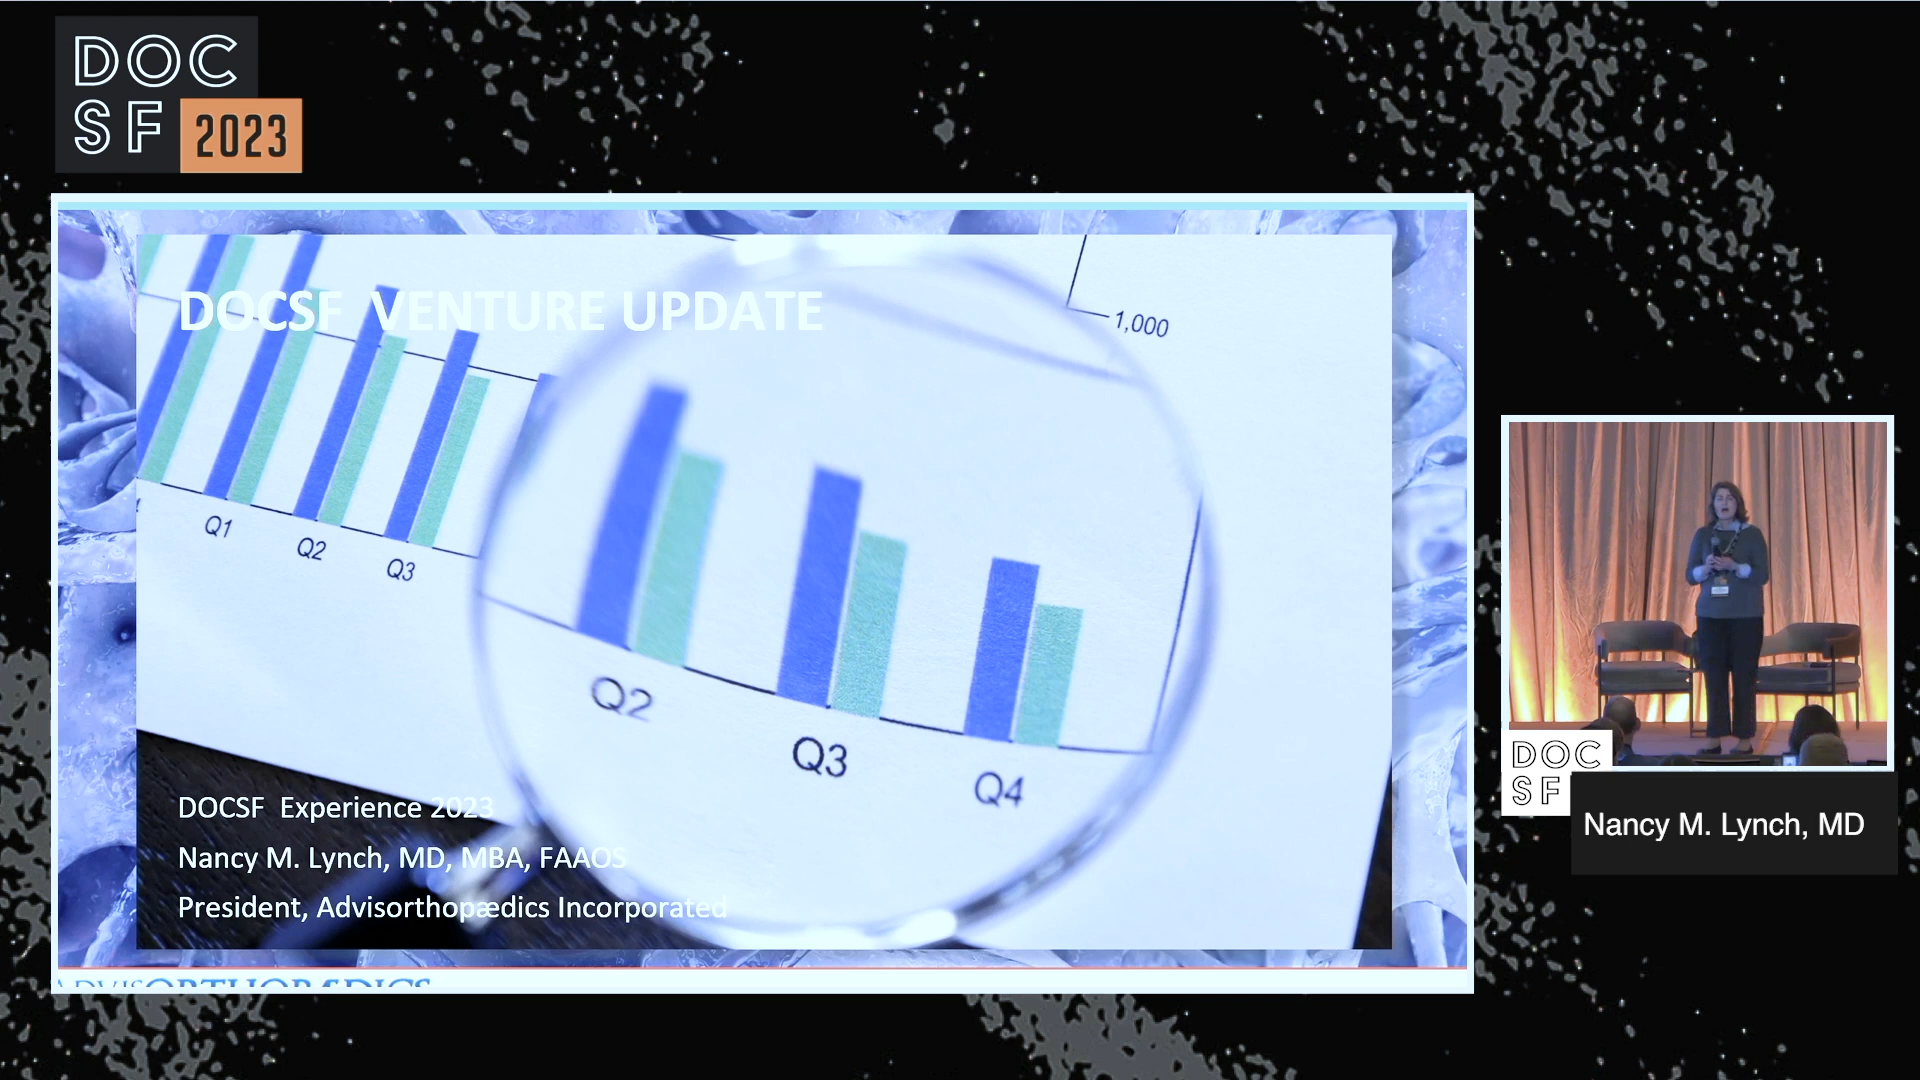 DOC
SF 2023
DOCSF VENTURE UPDATE
1,000
Q1
Q2
Q3
Q2
Q3
Q4
DOCSF Experience 2023
Nancy M. Lynch, MD, MBA, FAAOS
President, Advisorthopædics Incorporated
ADVISORTHOPÆDICS
DOC
SF
Nancy M. Lynch, MD